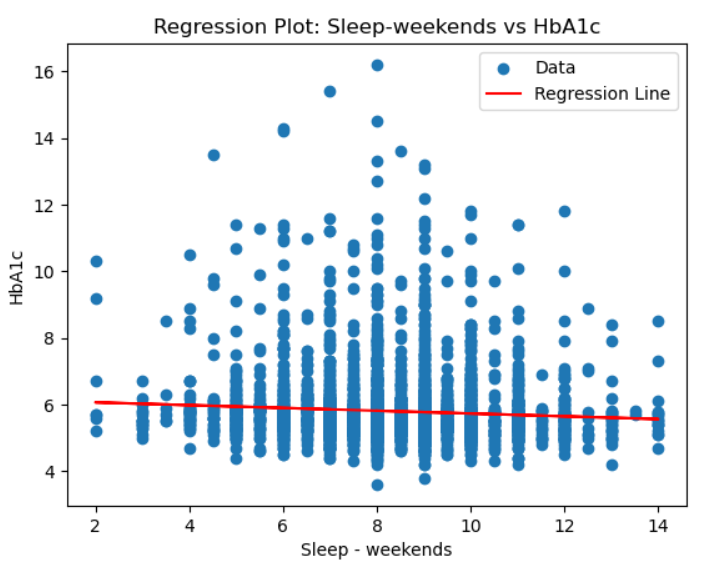 Regression Plot: Sleep-weekends vs HbA1c
Data
Regression Line
16
14
12
10
8
6
4
HbA1c
2 4 6 8 10 12 14
Sleep - weekends